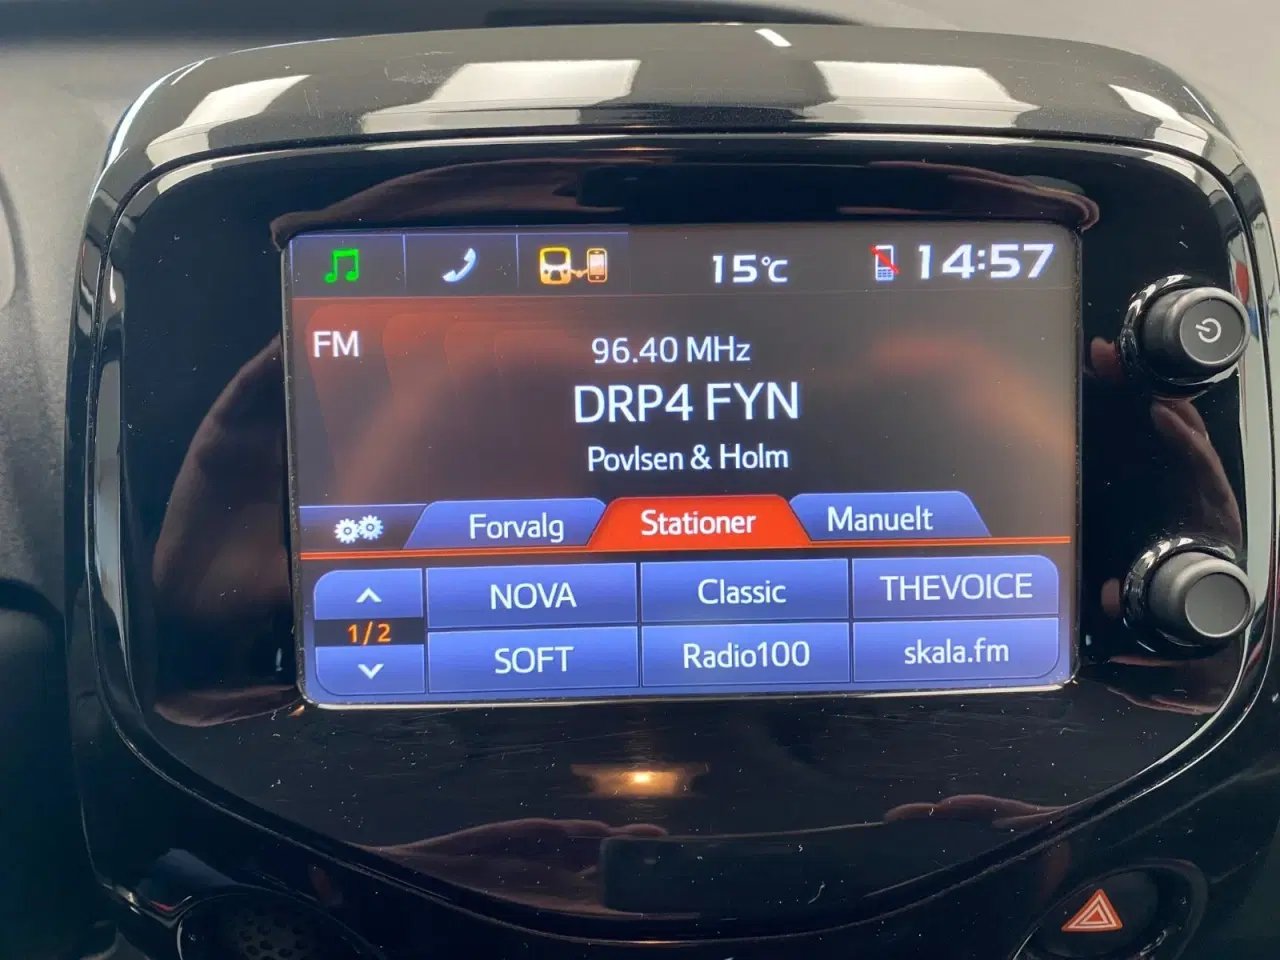 15°C 14:57
FM
96.40 MHz
DRP4 FYN
Povlsen & Holm
Forvalg Stationer Manuelt
NOVA Classic THEVOICE
1/2
SOFT Radio100 skala.fm